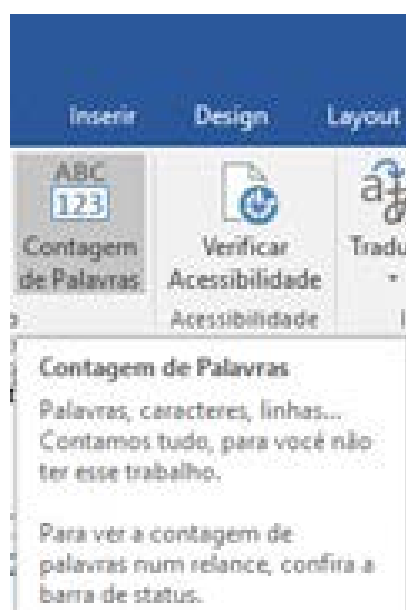 Inserir Design Layout
ABC
123
Contagem
de Palavras
Verificar
Acessibilidade
Acessibilidade
Contagem de Palavras
Palavras, caracteres, linhas...
Contamos tudo, para você não
ter esse trabalho.
Para ver a contagem de
palavras num relance, confira a
barra de status.